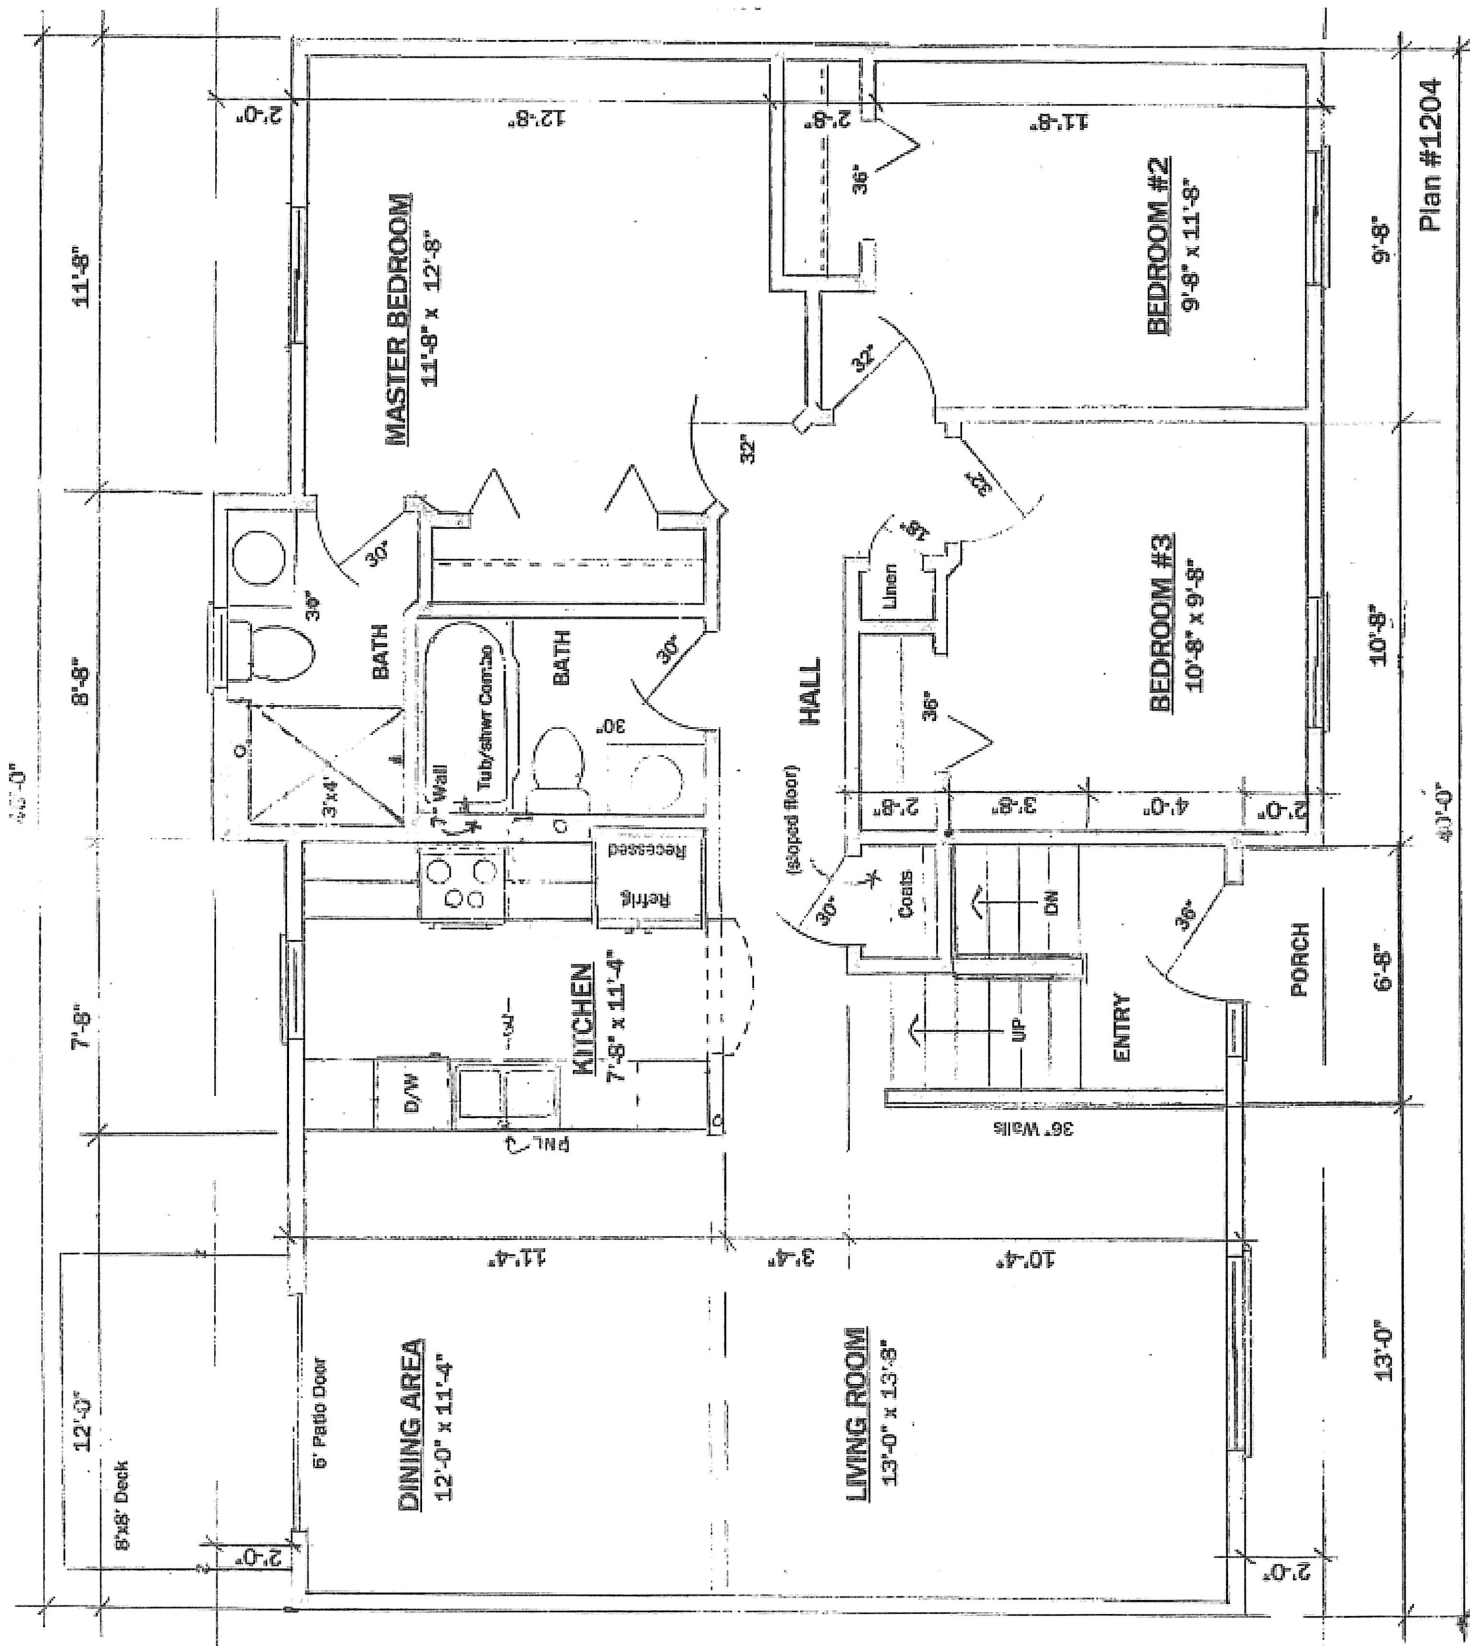 40'-0"
12'-0"
7'-8"
8'-8"
11'-8"
8'x8' Deck
2'-0"
6' Patio Door
2'-0"
DINING AREA
12'-0" x 11'-4"
11'-4"
PNL
D/W
KITCHEN
7'-8" x 11'-4"
Refrig.
Recessed
7" Wall
3'x4'
Tub/shwr Combo
BATH
36"
30"
BATH
30"
30"
MASTER BEDROOM
11'-8" x 12'-8"
12'-8"
32"
3'-4"
HALL
(sloped floor)
30"
Coats
Linen
18"
32"
32"
36"
2'-8"
LIVING ROOM
13'-0" x 13'-8"
10'-4"
36" Walls
UP
DN
ENTRY
36"
PORCH
2'-8"
3'-8"
4'-0"
2'-0"
36"
BEDROOM #3
10'-8" x 9'-8"
BEDROOM #2
9'-8" x 11'-8"
11'-8"
2'-0"
13'-0"
6'-8"
10'-8"
9'-8"
40'-0"
Plan #1204